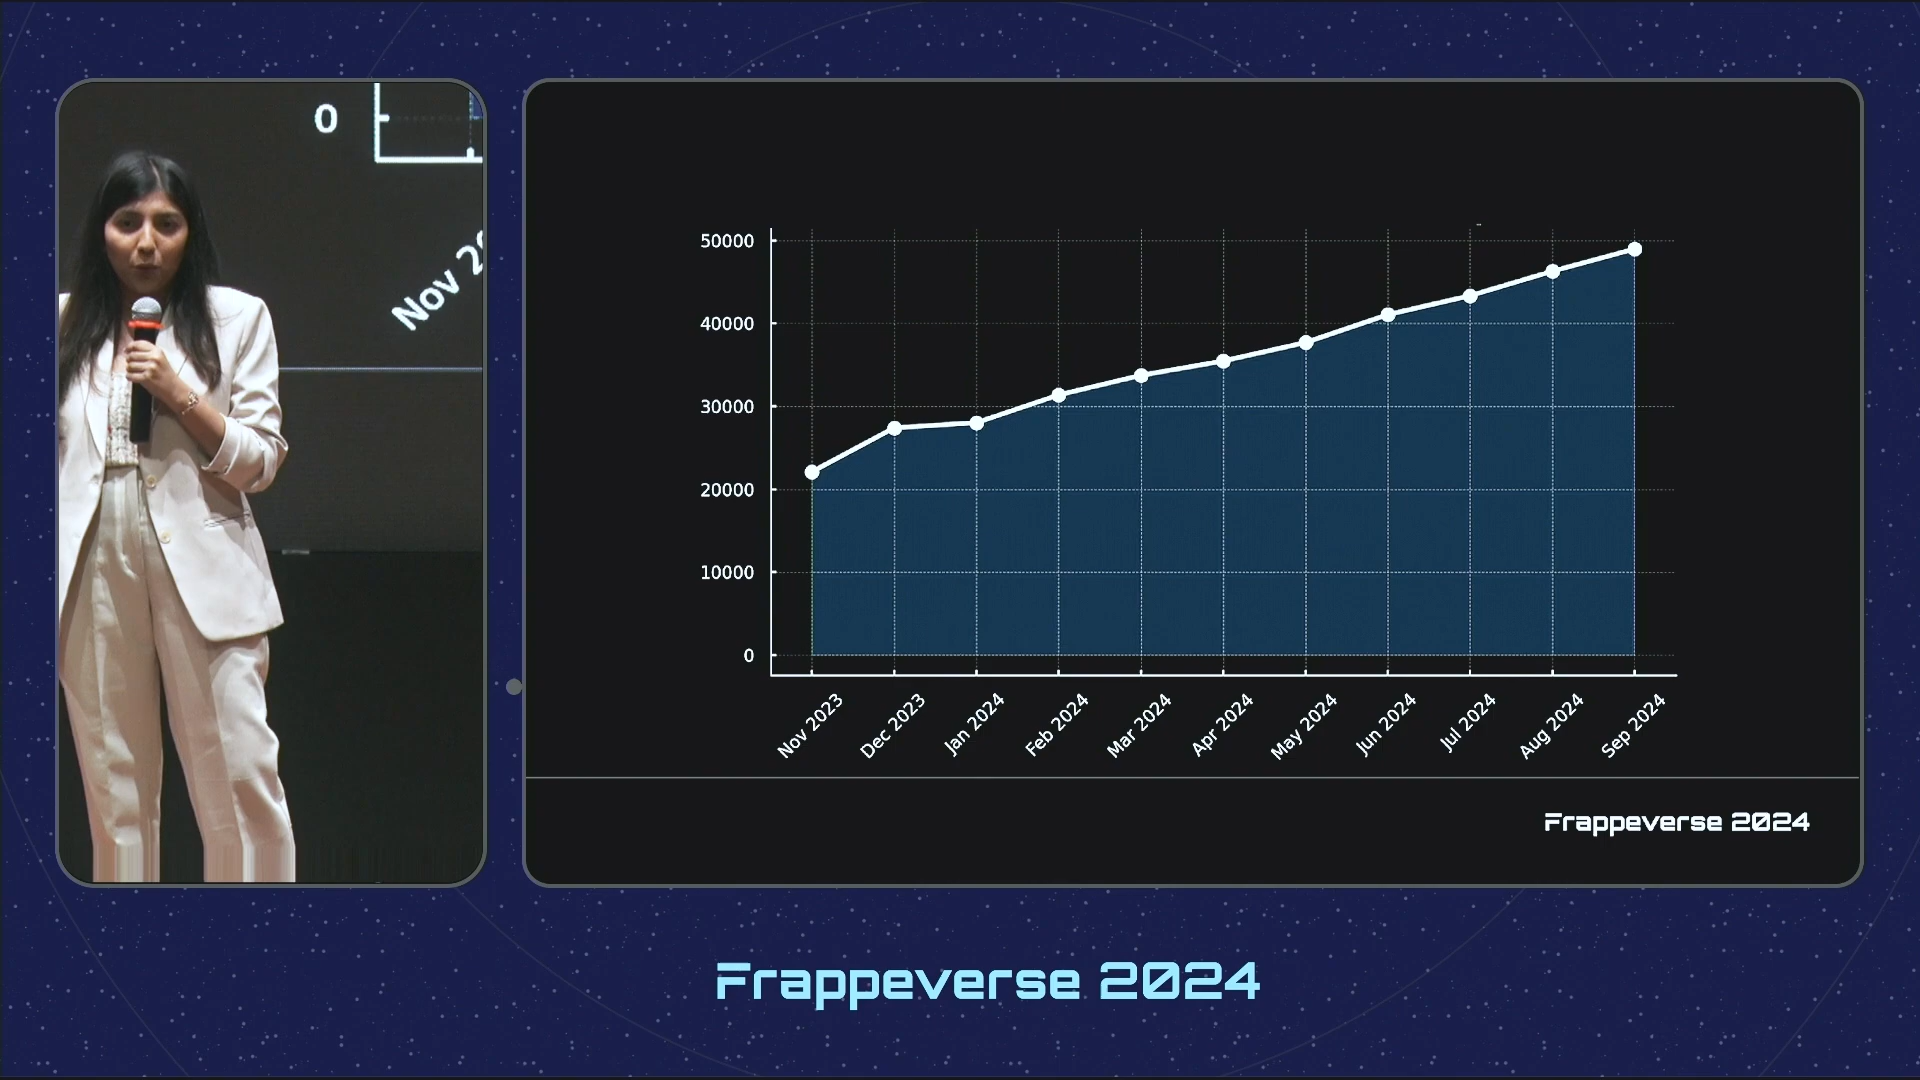 0
Nov 2
50000
40000
30000
20000
10000
0
Nov 2023
Dec 2023
Jan 2024
Feb 2024
Mar 2024
Apr 2024
May 2024
Jun 2024
Jul 2024
Aug 2024
Sep 2024
Frappeverse 2024
Frappeverse 2024